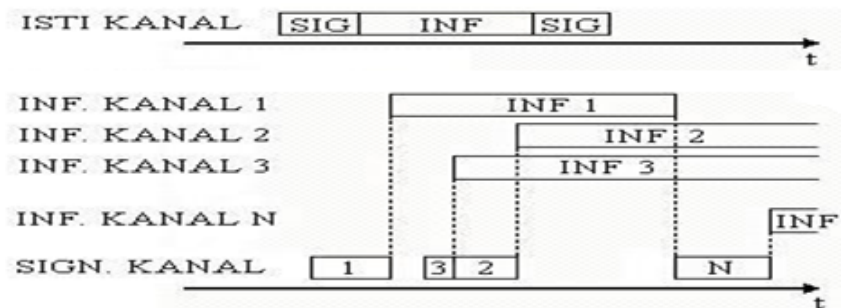 ISTI KANAL SIG INF SIG
t
INF. KANAL 1 INF 1
INF. KANAL 2 INF 2
INF. KANAL 3 INF 3
INF. KANAL N INF
SIGN. KANAL 1 3 2 N
t